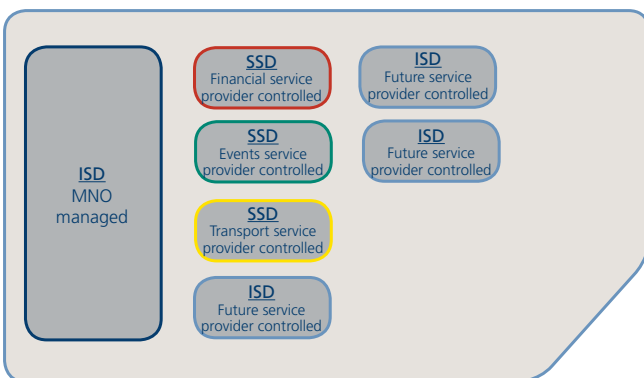 ISD
MNO
managed
SSD
Financial service
provider controlled
SSD
Events service
provider controlled
SSD
Transport service
provider controlled
ISD
Future service
provider controlled
ISD
Future service
provider controlled
ISD
Future service
provider controlled